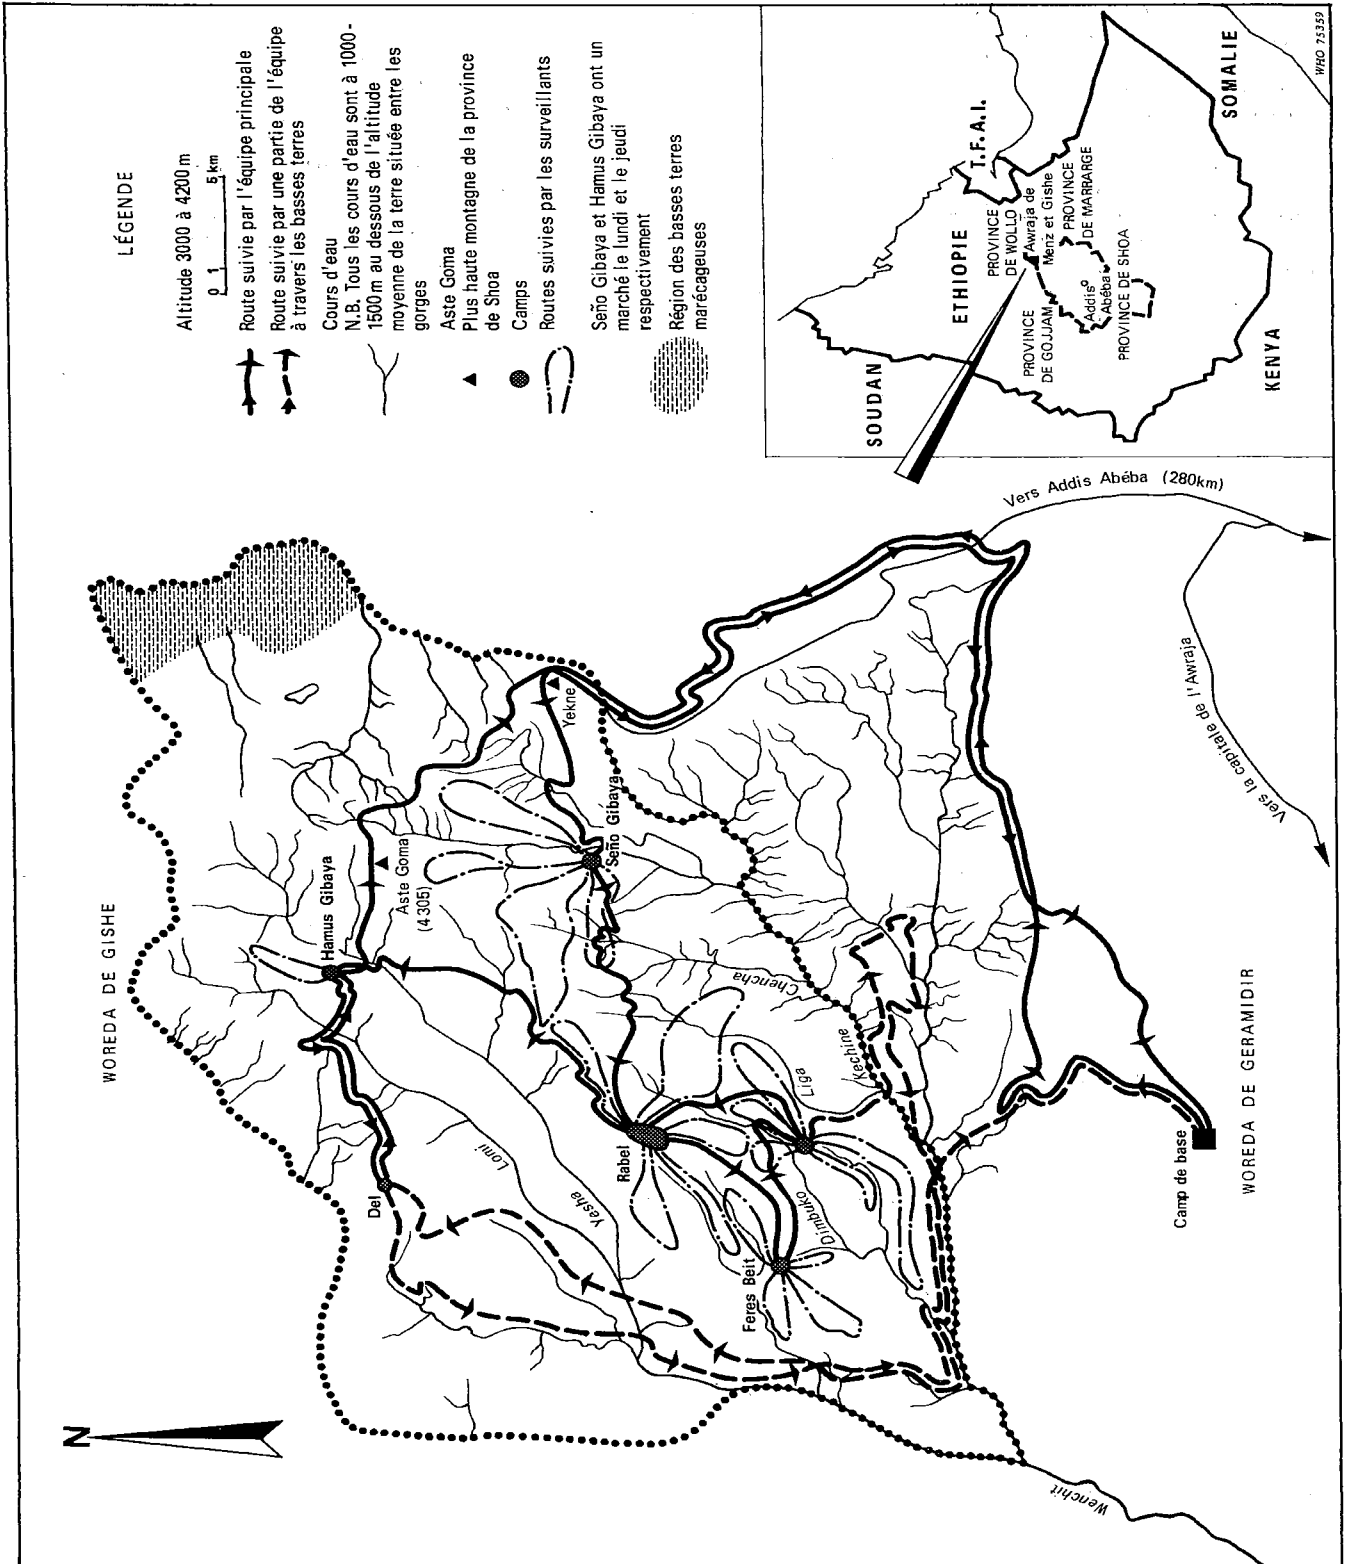 LÉGENDE
Altitude 3000 à 4200 m
0 1 5 km
Route suivie par l'équipe principale
Route suivie par une partie de l'équipe
à travers les basses terres
Cours d'eau
N.B. Tous les cours d'eau sont à 1000-
1500 m au dessous de l'altitude
moyenne de la terre située entre les
gorges
Aste Goma
Plus haute montagne de la province
de Shoa
Camps
Routes suivies par les surveillants
Seño Gibaya et Hamus Gibaya ont un
marché le lundi et le jeudi
respectivement
Région des basses terres
marécageuses
SOUDAN
ETHIOPIE
T.F.A.I.
SOMALIE
KENYA
PROVINCE
DE WOLLO
Awraja de
Menz et Gishe
PROVINCE
DE MARRARGE
PROVINCE
DE GOJJAM
Addis
Abéba
PROVINCE DE SHOA
WHO 75359
N
WOREDA DE GISHE
Hamus Gibaya
Aste Goma
(4305)
Yekne
Seño Gibaya
Del
Lomi
Yesha
Rabel
Chencha
Liga
Kechine
Feres Beit
Dimbuko
Wenchit
Camp de base
WOREDA DE GERAMIDIR
Vers Addis Abéba (280km)
Vers la capitale de l'Awraja